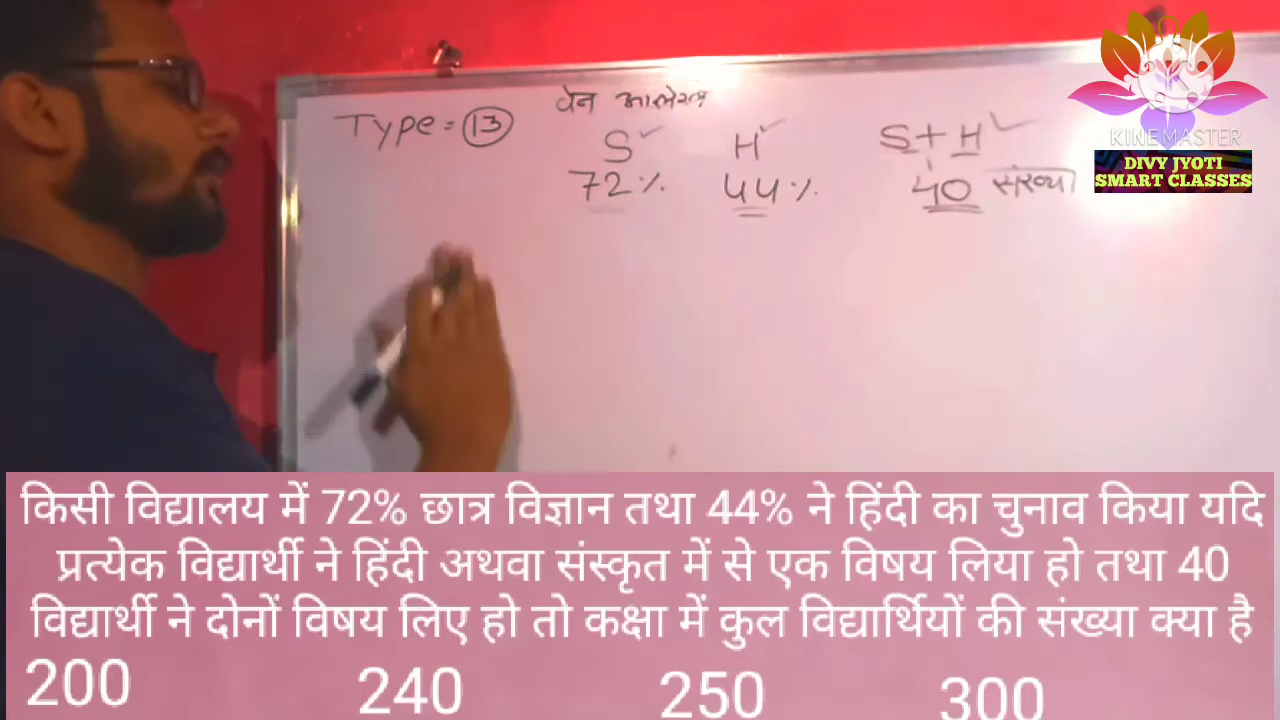 वेन आलेख
Type = 13
S H S + H
72% 44% 40 संख्या
KINEMASTER
DIVY JYOTI
SMART CLASSES
किसी विद्यालय में 72% छात्र विज्ञान तथा 44% ने हिंदी का चुनाव किया यदि
प्रत्येक विद्यार्थी ने हिंदी अथवा संस्कृत में से एक विषय लिया हो तथा 40
विद्यार्थी ने दोनों विषय लिए हो तो कक्षा में कुल विद्यार्थियों की संख्या क्या है
200 240 250 300